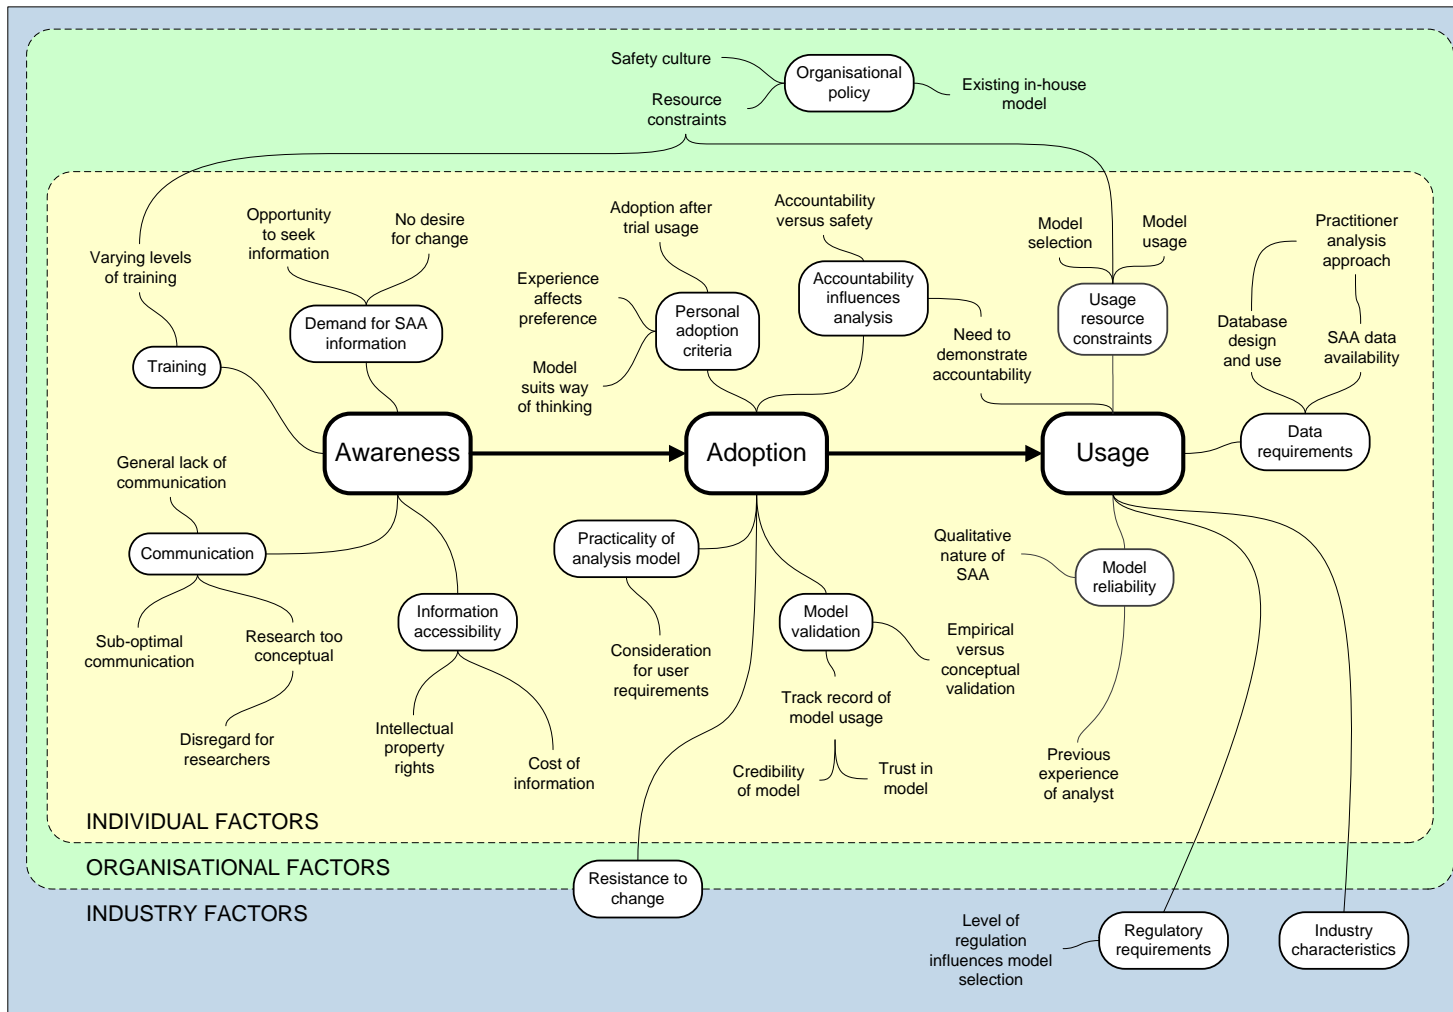 Safety culture
Organisational
policy
Existing in-house
model
Resource
constraints
Opportunity
to seek
information
No desire
for change
Adoption after
trial usage
Accountability
versus safety
Model
selection
Model
usage
Practitioner
analysis
approach
Varying levels
of training
Experience
affects
preference
Personal
adoption
criteria
Accountability
influences
analysis
Usage
resource
constraints
Demand for SAA
information
Training
Model
suits way
of thinking
Need to
demonstrate
accountability
Database
design
and use
SAA data
availability
Awareness
Adoption
Usage
Data
requirements
General lack of
communication
Communication
Practicality of
analysis model
Qualitative
nature of
SAA
Model
reliability
Sub-optimal
communication
Research too
conceptual
Information
accessibility
Consideration
for user
requirements
Model
validation
Empirical
versus
conceptual
validation
Disregard for
researchers
Intellectual
property
rights
Cost of
information
Track record of
model usage
Credibility
of model
Trust in
model
Previous
experience
of analyst
INDIVIDUAL FACTORS
ORGANISATIONAL FACTORS
Resistance to
change
INDUSTRY FACTORS
Level of
regulation
influences model
selection
Regulatory
requirements
Industry
characteristics